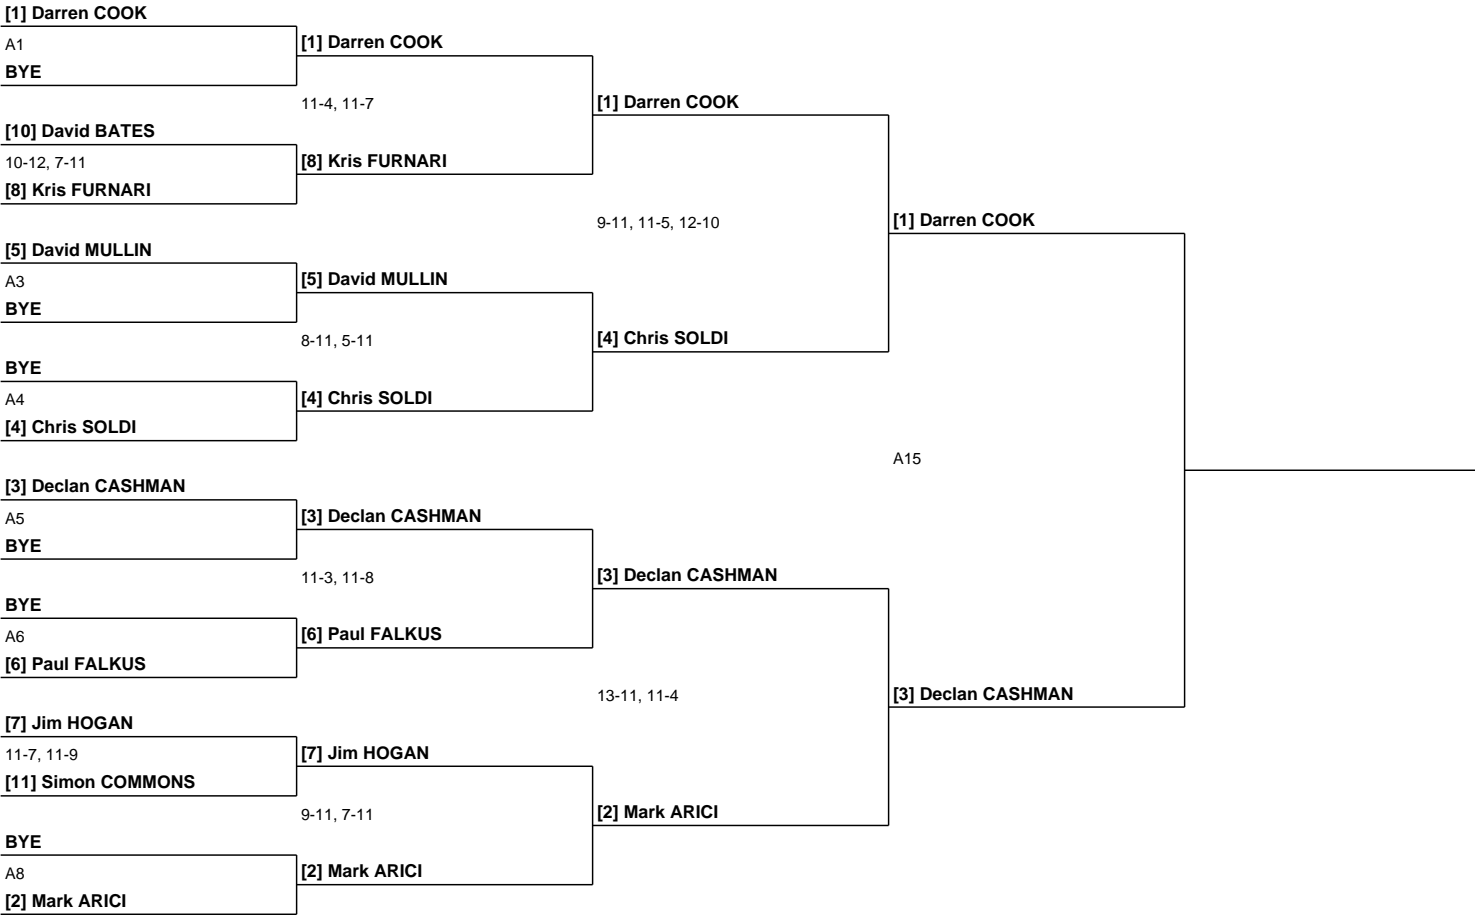 [1] Darren COOK
A1
BYE
[10] David BATES
10-12, 7-11
[8] Kris FURNARI
[5] David MULLIN
A3
BYE
BYE
A4
[4] Chris SOLDI
[3] Declan CASHMAN
A5
BYE
BYE
A6
[6] Paul FALKUS
[7] Jim HOGAN
11-7, 11-9
[11] Simon COMMONS
BYE
A8
[2] Mark ARICI
[1] Darren COOK
11-4, 11-7
[8] Kris FURNARI
[5] David MULLIN
8-11, 5-11
[4] Chris SOLDI
[3] Declan CASHMAN
11-3, 11-8
[6] Paul FALKUS
[7] Jim HOGAN
9-11, 7-11
[2] Mark ARICI
[1] Darren COOK
9-11, 11-5, 12-10
[4] Chris SOLDI
[3] Declan CASHMAN
13-11, 11-4
[2] Mark ARICI
[1] Darren COOK
A15
[3] Declan CASHMAN